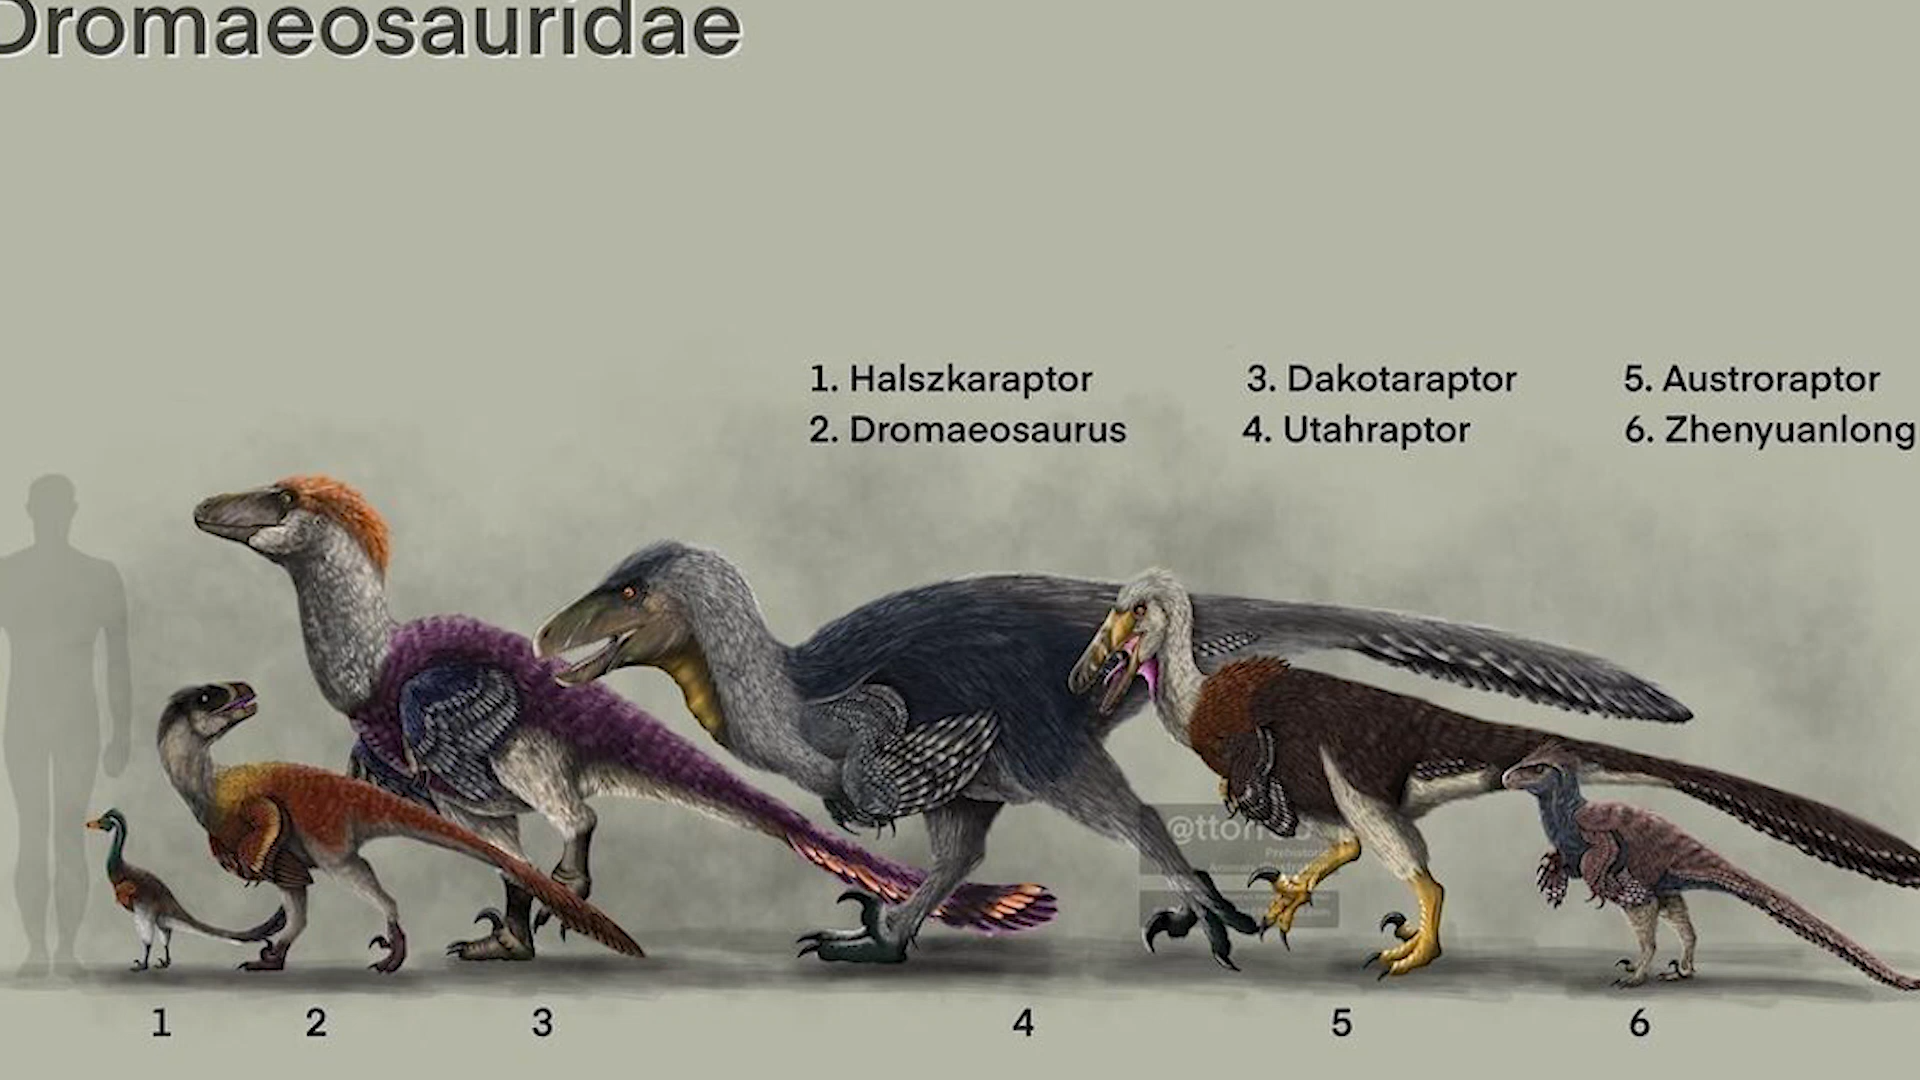 Dromaeosauridae
1. Halszkaraptor
2. Dromaeosaurus
3. Dakotaraptor
4. Utahraptor
5. Austroraptor
6. Zhenyuanlong
Prehistoric
1
2
3
4
5
6